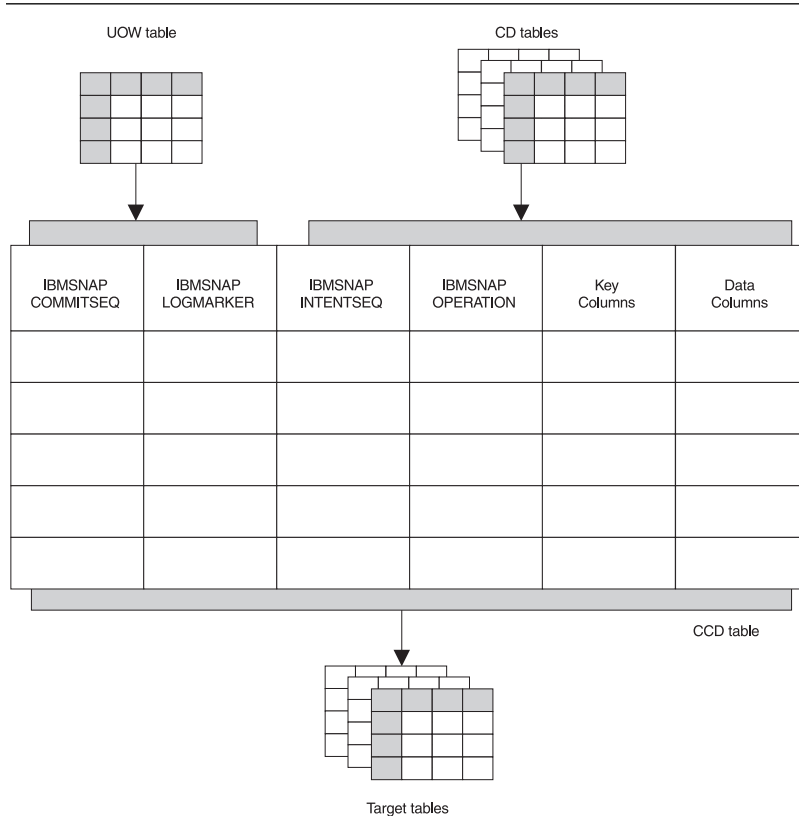 UOW table
CD tables
IBMSNAP
COMMITSEQ
IBMSNAP
LOGMARKER
IBMSNAP
INTENTSEQ
IBMSNAP
OPERATION
Key
Columns
Data
Columns
CCD table
Target tables